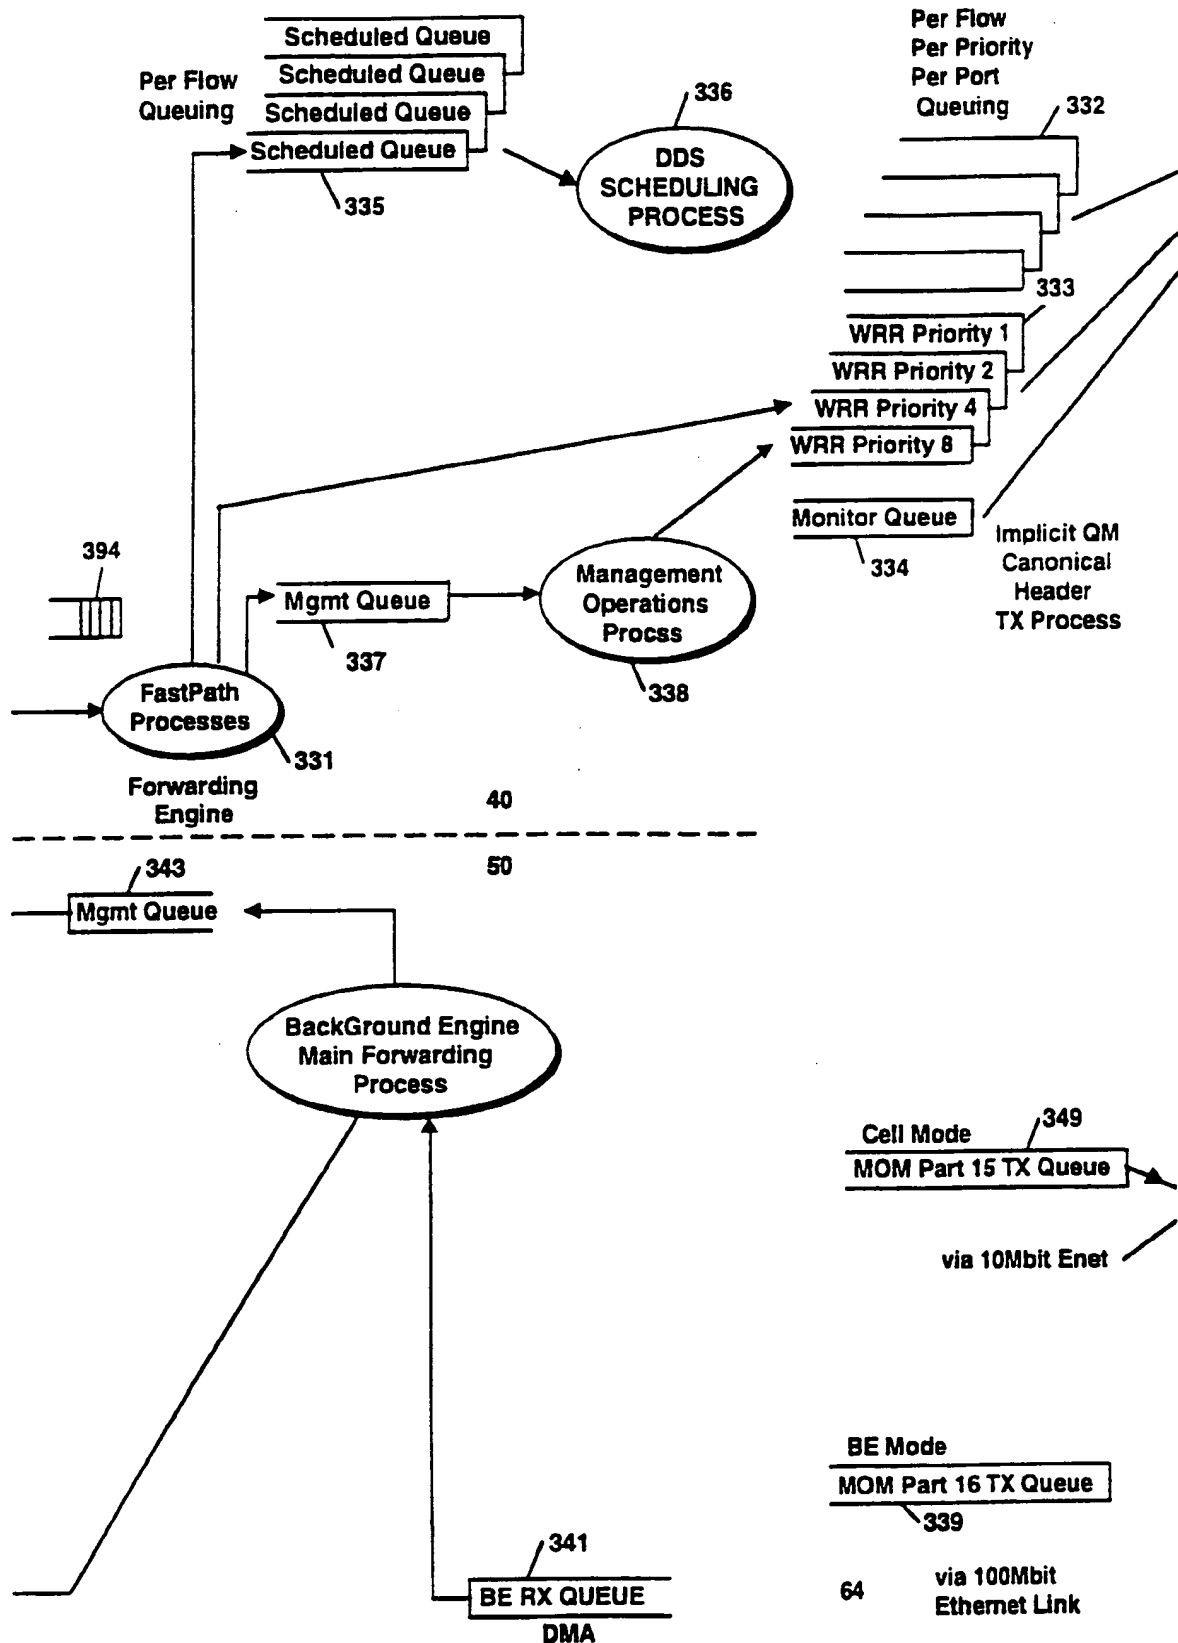 Scheduled Queue
Scheduled Queue
Scheduled Queue
Scheduled Queue
Per Flow
Queuing
335
336
DDS
SCHEDULING
PROCESS
Per Flow
Per Priority
Per Port
Queuing
332
333
WRR Priority 1
WRR Priority 2
WRR Priority 4
WRR Priority 8
Monitor Queue
334
Implicit QM
Canonical
Header
TX Process
394
Mgmt Queue
337
Management
Operations
Procss
338
FastPath
Processes
331
Forwarding
Engine
40
50
343
Mgmt Queue
BackGround Engine
Main Forwarding
Process
Cell Mode
349
MOM Part 15 TX Queue
via 10Mbit Enet
BE Mode
MOM Part 16 TX Queue
339
341
BE RX QUEUE
DMA
64
via 100Mbit
Ethernet Link